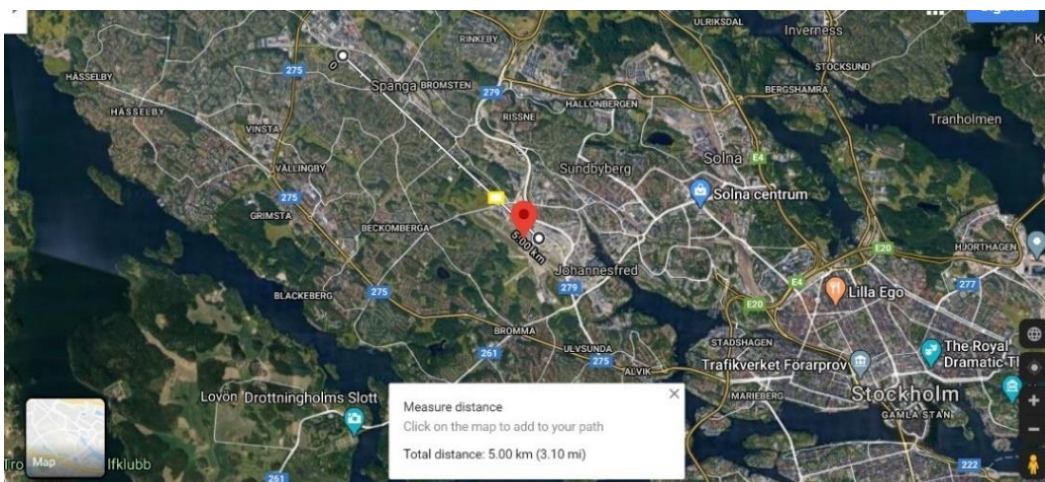 ULRIKSDAL
Inverness
RINKEBY
STOCKSUND
275
0
HÄSSELBY
Spånga BROMSTEN
279
BERGSHAMRA
HALLONBERGEN
HÄSSELBY
RISSNE
Tranholmen
VINSTA
Solna
E4
VÄLLINGBY
Sundbyberg
275
Solna centrum
GRIMSTA
BECKOMBERGA
5.00 km
E20
HJORTHAGEN
Johannesfred
BLACKEBERG
275
279
E4
277
Lilla Ego
E20
BROMMA
261
ULVSUNDA
STADSHAGEN
275
The Royal
Dramatic
ALVIK
Trafikverket Förarprov
Lovön Drottningholms Slott
MARIEBERG
Stockholm
GAMLA STAN
Measure distance
Click on the map to add to your path
Total distance: 5.00 km (3.10 mi)
Map
lfklubb
261
222